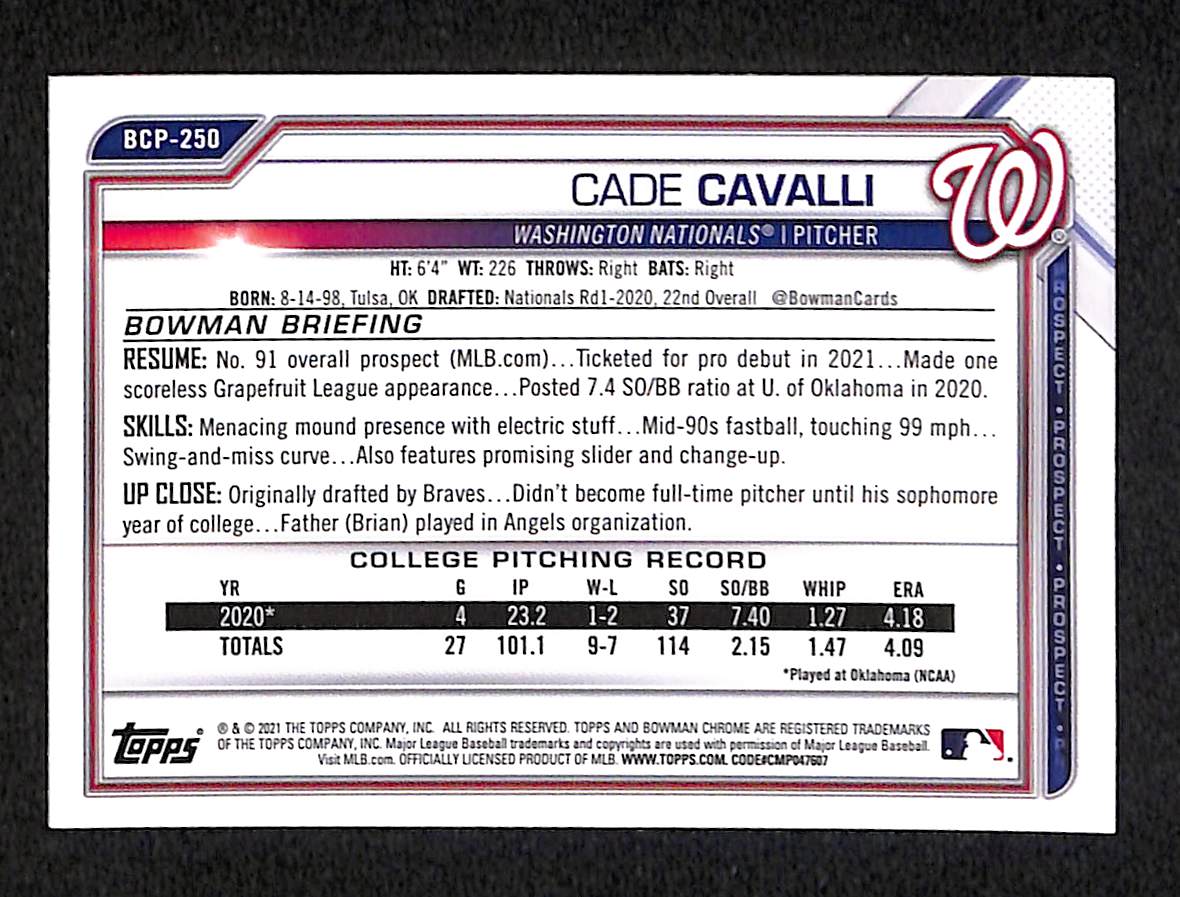 BCP-250
CADE CAVALLI
W®
WASHINGTON NATIONALS® | PITCHER
HT: 6'4" WT: 226 THROWS: Right BATS: Right
BORN: 8-14-98, Tulsa, OK DRAFTED: Nationals Rd1-2020, 22nd Overall @BowmanCards
BOWMAN BRIEFING
RESUME: No. 91 overall prospect (MLB.com)...Ticketed for pro debut in 2021...Made one
scoreless Grapefruit League appearance...Posted 7.4 SO/BB ratio at U. of Oklahoma in 2020.
SKILLS: Menacing mound presence with electric stuff...Mid-90s fastball, touching 99 mph...
Swing-and-miss curve...Also features promising slider and change-up.
UP CLOSE: Originally drafted by Braves...Didn't become full-time pitcher until his sophomore
year of college...Father (Brian) played in Angels organization.
COLLEGE PITCHING RECORD
YR G IP W-L SO SO/BB WHIP ERA
2020* 4 23.2 1-2 37 7.40 1.27 4.18
TOTALS 27 101.1 9-7 114 2.15 1.47 4.09
*Played at Oklahoma (NCAA)
topps
® & © 2021 THE TOPPS COMPANY, INC. ALL RIGHTS RESERVED. TOPPS AND BOWMAN CHROME ARE REGISTERED TRADEMARKS
OF THE TOPPS COMPANY, INC. Major League Baseball trademarks and copyrights are used with permission of Major League Baseball.
Visit MLB.com. OFFICIALLY LICENSED PRODUCT OF MLB. WWW.TOPPS.COM. CODE#CMP047607
ROSPECT • PROSPECT • PROSPECT • P